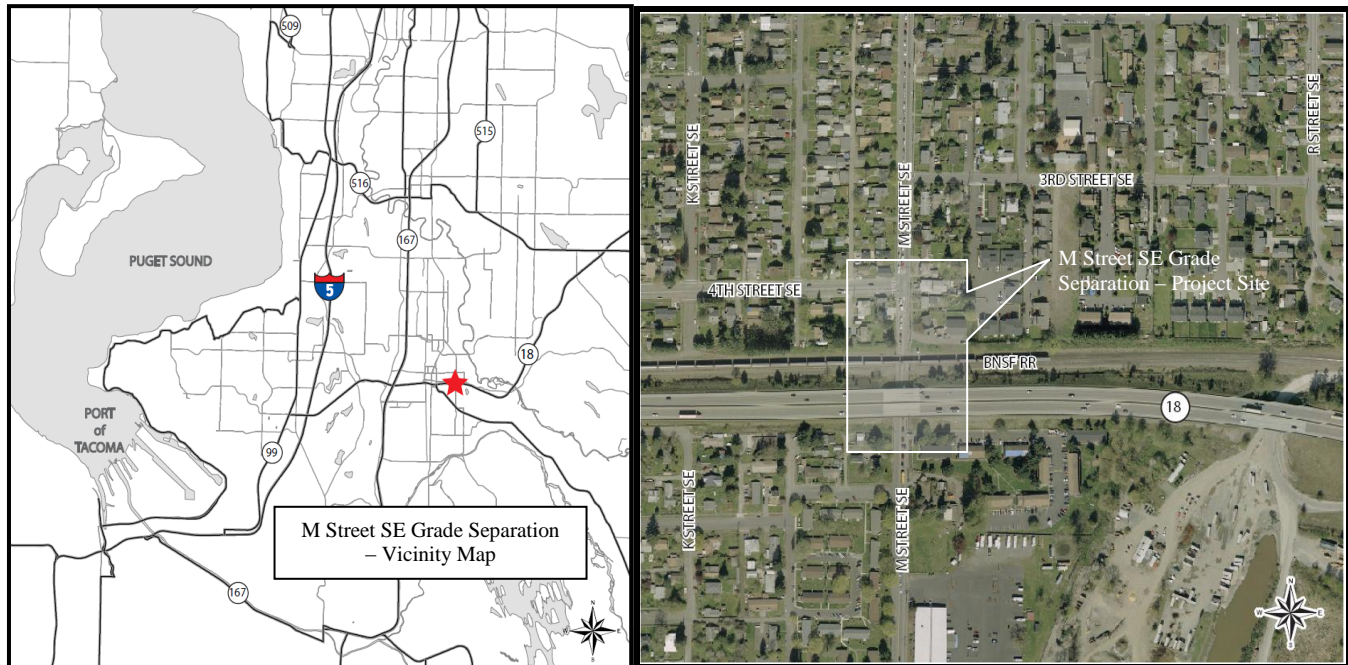 509
515
516
167
PUGET SOUND
5
18
PORT
of
TACOMA
99
M Street SE Grade Separation
– Vicinity Map
167
N
W
E
S
K STREET SE
M STREET SE
R STREET SE
3RD STREET SE
M Street SE Grade
Separation – Project Site
4TH STREET SE
BNSF RR
18
K STREET SE
M STREET SE
N
W
E
S